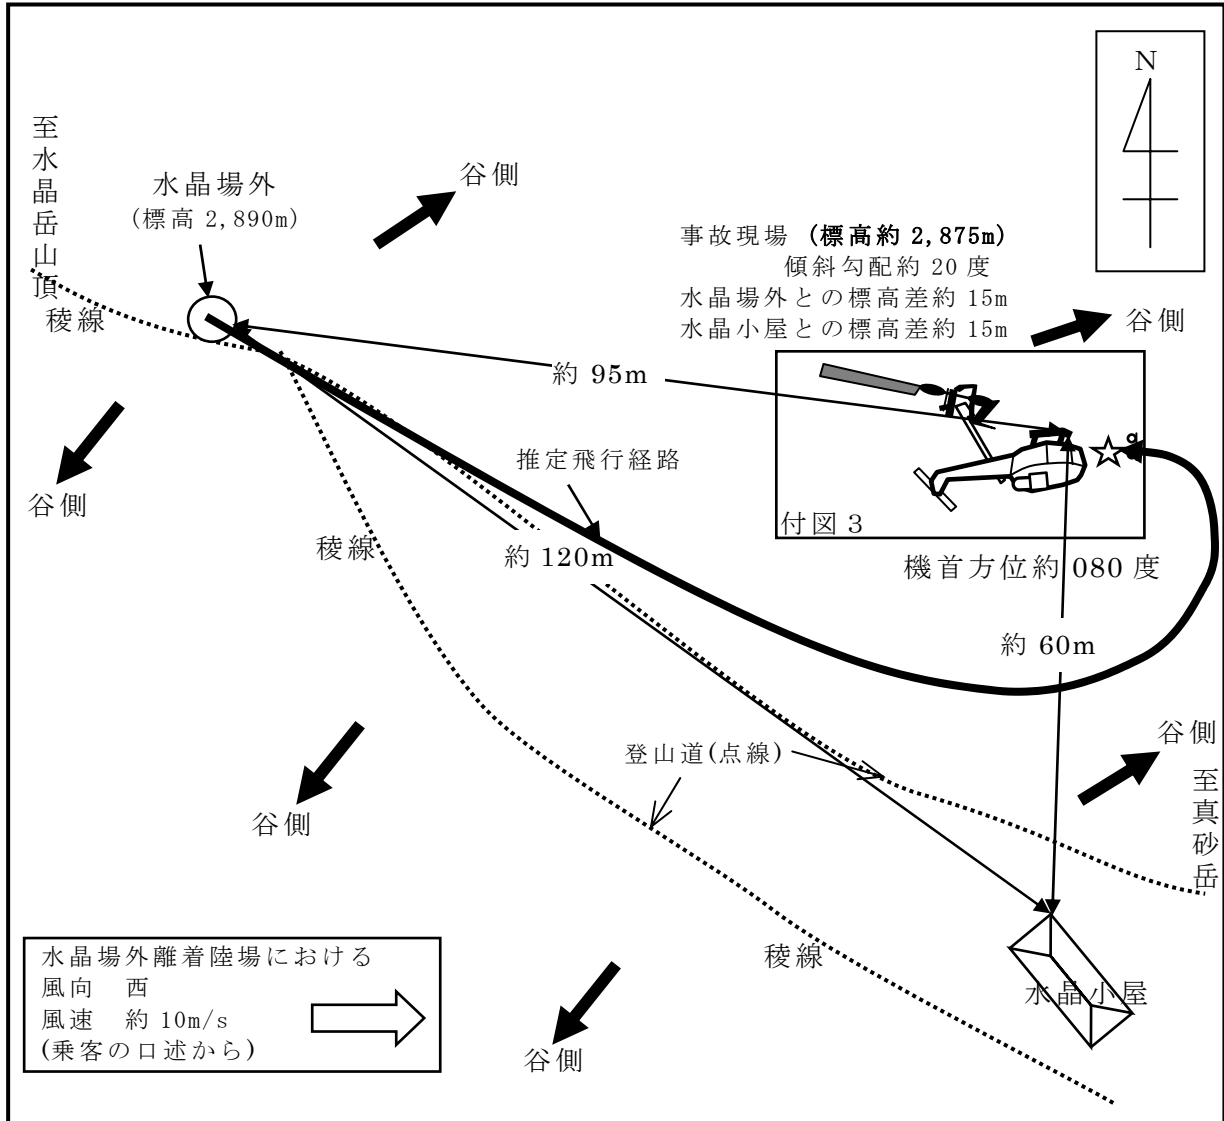 N
至水晶岳山頂
水晶場外
(標高 2,890m)
谷側
事故現場 (標高約 2,875m)
傾斜勾配約 20 度
水晶場外との標高差約 15m
水晶小屋との標高差約 15m
谷側
稜線
約 95m
推定飛行経路
谷側
付図 3
稜線
約 120m
機首方位約 080 度
約 60m
谷側
登山道(点線)
至真砂岳
谷側
稜線
水晶小屋
水晶場外離着陸場における
風向 西
風速 約 10m/s
(乗客の口述から)
谷側